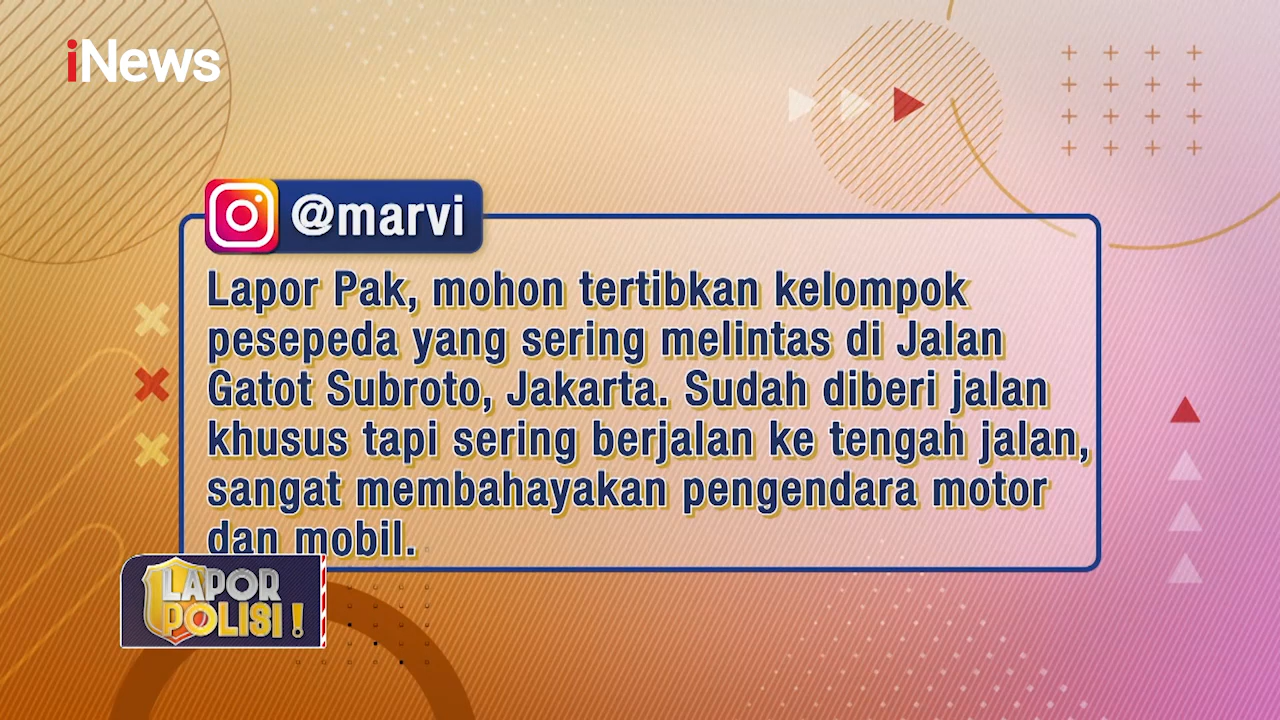 iNews
@marvi
Lapor Pak, mohon tertibkan kelompok
pesepeda yang sering melintas di Jalan
Gatot Subroto, Jakarta. Sudah diberi jalan
khusus tapi sering berjalan ke tengah jalan,
sangat membahayakan pengendara motor
dan mobil.
LAPOR
POLISI!